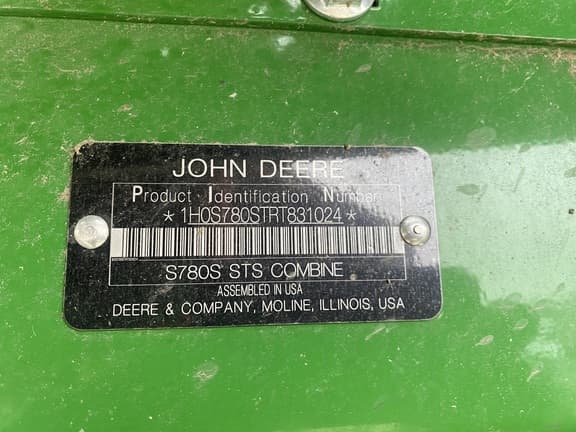 JOHN DEERE
Product Identification Number
*1H0S780STRT831024*
S780S STS COMBINE
ASSEMBLED IN USA
DEERE & COMPANY, MOLINE, ILLINOIS, USA